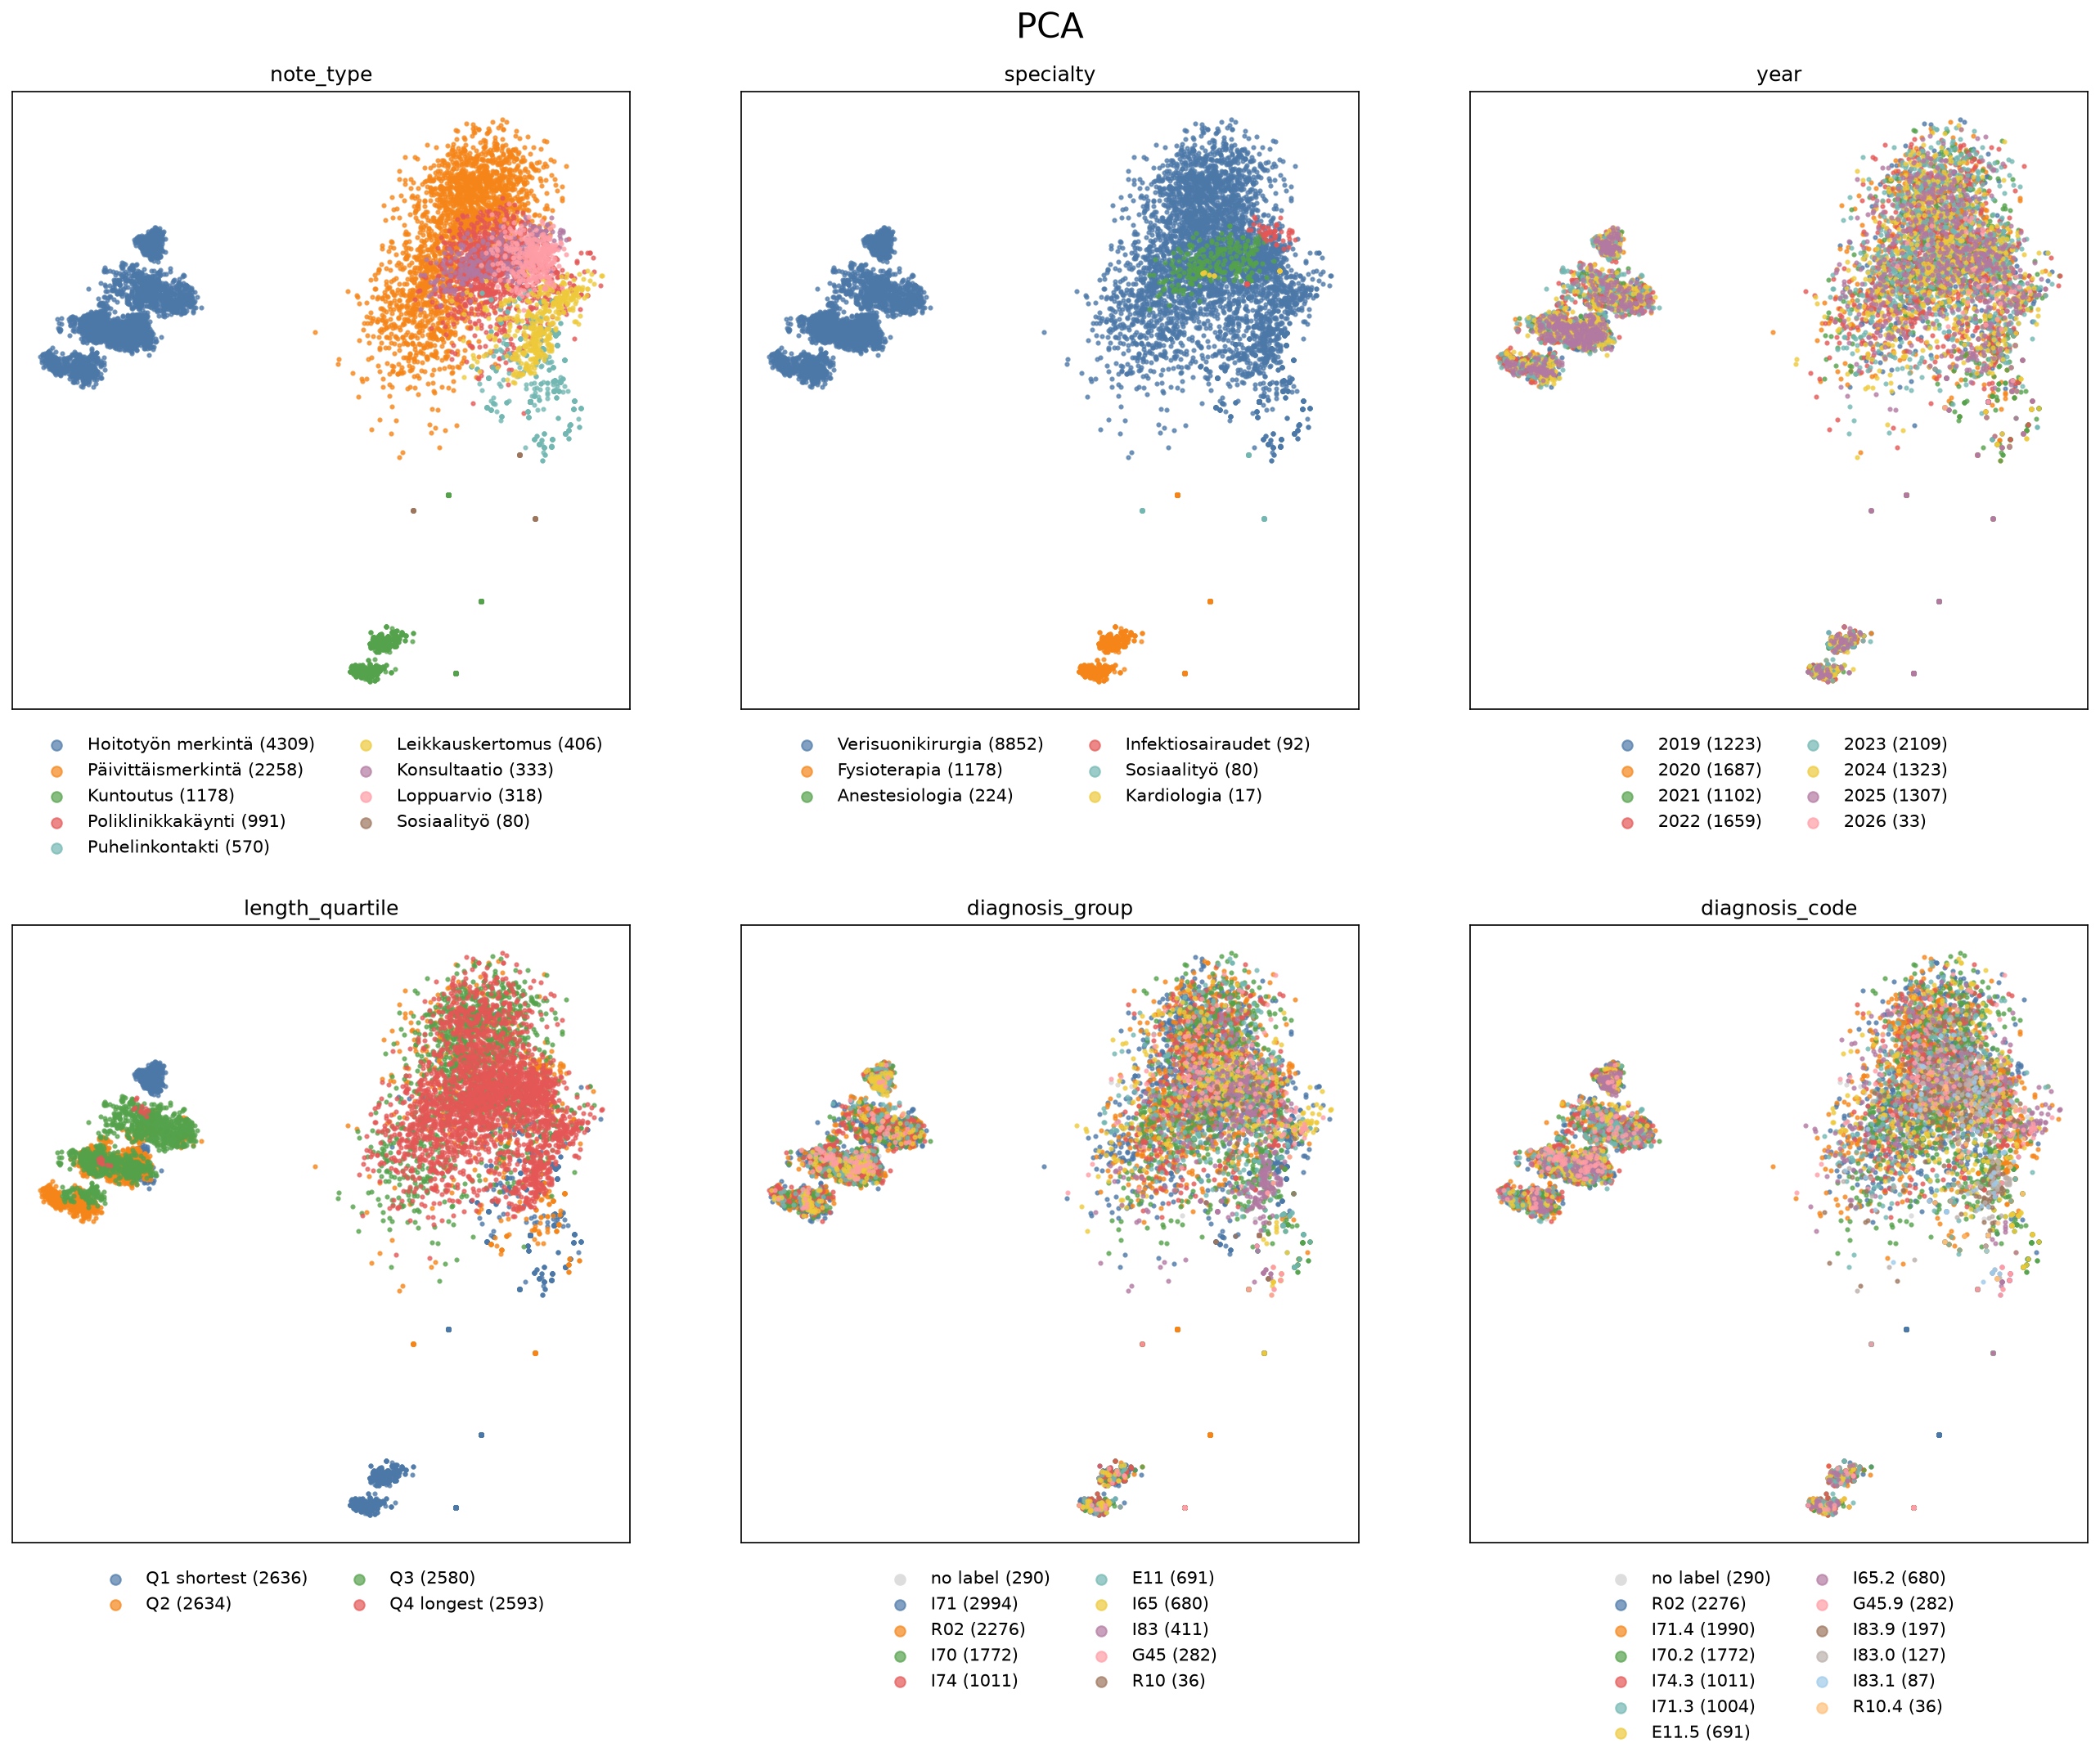 PCA
note_type
specialty
year
Hoitotyön merkintä (4309)
Päivittäismerkintä (2258)
Kuntoutus (1178)
Poliklinikkakäynti (991)
Puhelinkontakti (570)
Leikkauskertomus (406)
Konsultaatio (333)
Loppuarvio (318)
Sosiaalityö (80)
Verisuonikirurgia (8852)
Fysioterapia (1178)
Anestesiologia (224)
Infektiosairaudet (92)
Sosiaalityö (80)
Kardiologia (17)
2019 (1223)
2020 (1687)
2021 (1102)
2022 (1659)
2023 (2109)
2024 (1323)
2025 (1307)
2026 (33)
length_quartile
diagnosis_group
diagnosis_code
Q1 shortest (2636)
Q2 (2634)
Q3 (2580)
Q4 longest (2593)
no label (290)
I71 (2994)
R02 (2276)
I70 (1772)
I74 (1011)
E11 (691)
I65 (680)
I83 (411)
G45 (282)
R10 (36)
no label (290)
R02 (2276)
I71.4 (1990)
I70.2 (1772)
I74.3 (1011)
I71.3 (1004)
E11.5 (691)
I65.2 (680)
G45.9 (282)
I83.9 (197)
I83.0 (127)
I83.1 (87)
R10.4 (36)